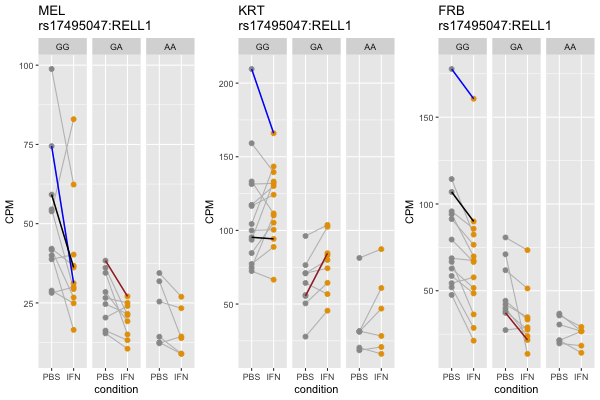 MEL
rs17495047:RELL1
GG GA AA
CPM
100
75
50
25
PBS IFN PBS IFN PBS IFN
condition
KRT
rs17495047:RELL1
GG GA AA
CPM
200
150
100
50
PBS IFN PBS IFN PBS IFN
condition
FRB
rs17495047:RELL1
GG GA AA
CPM
150
100
50
PBS IFN PBS IFN PBS IFN
condition